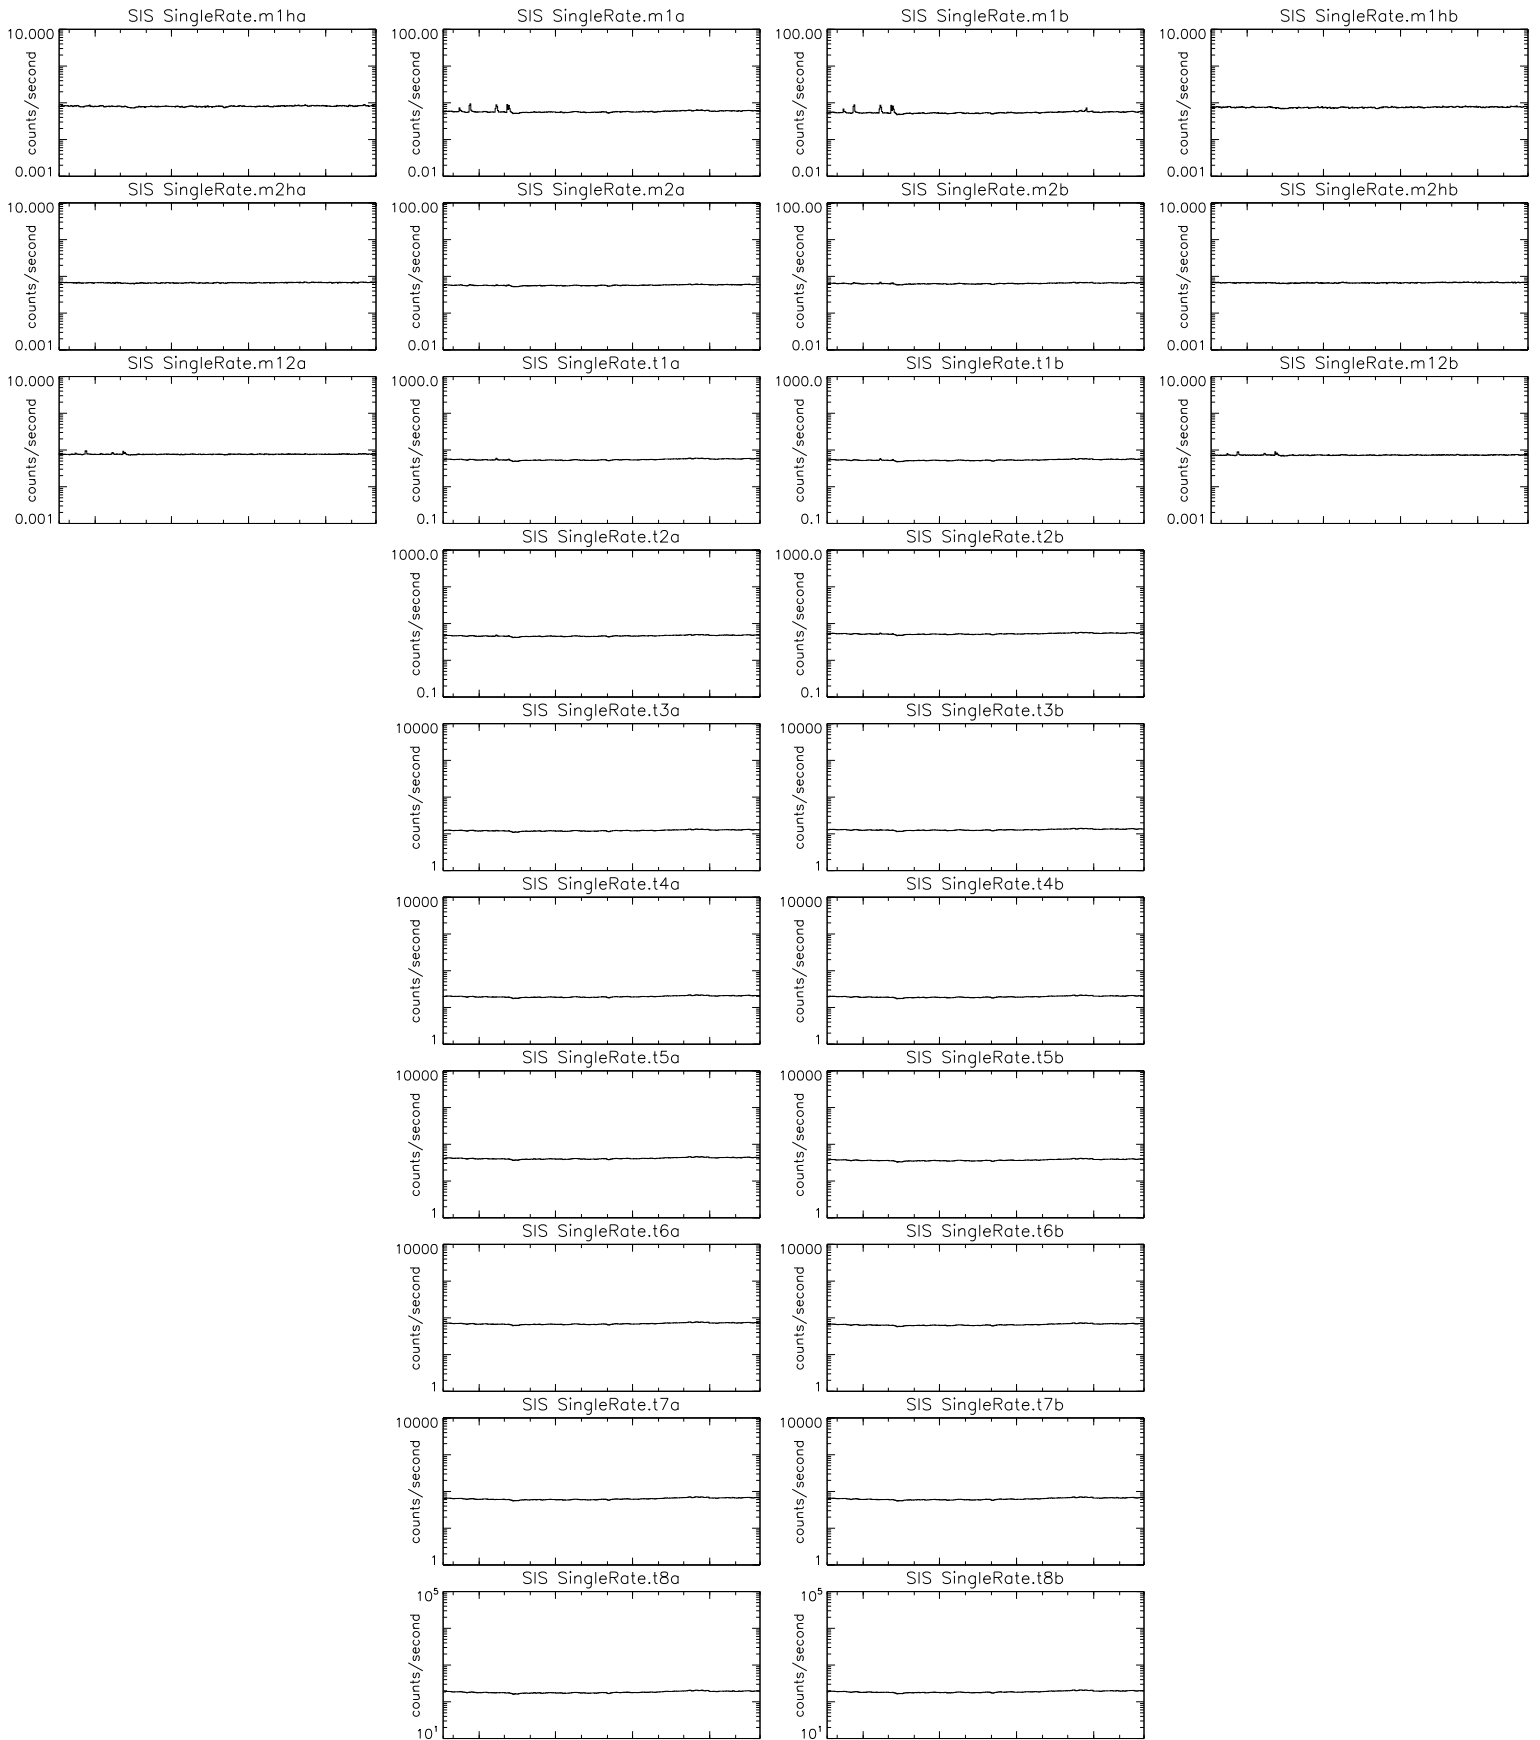 SIS SingleRate.m1ha
10.000
counts/second
0.001
SIS SingleRate.m1a
100.00
counts/second
0.01
SIS SingleRate.m1b
100.00
counts/second
0.01
SIS SingleRate.m1hb
10.000
counts/second
0.001
SIS SingleRate.m2ha
10.000
counts/second
0.001
SIS SingleRate.m2a
100.00
counts/second
0.01
SIS SingleRate.m2b
100.00
counts/second
0.01
SIS SingleRate.m2hb
10.000
counts/second
0.001
SIS SingleRate.m12a
10.000
counts/second
0.001
SIS SingleRate.t1a
1000.0
counts/second
0.1
SIS SingleRate.t1b
1000.0
counts/second
0.1
SIS SingleRate.m12b
10.000
counts/second
0.001
SIS SingleRate.t2a
1000.0
counts/second
0.1
SIS SingleRate.t2b
1000.0
counts/second
0.1
SIS SingleRate.t3a
10000
counts/second
1
SIS SingleRate.t3b
10000
counts/second
1
SIS SingleRate.t4a
10000
counts/second
1
SIS SingleRate.t4b
10000
counts/second
1
SIS SingleRate.t5a
10000
counts/second
1
SIS SingleRate.t5b
10000
counts/second
1
SIS SingleRate.t6a
10000
counts/second
1
SIS SingleRate.t6b
10000
counts/second
1
SIS SingleRate.t7a
10000
counts/second
1
SIS SingleRate.t7b
10000
counts/second
1
SIS SingleRate.t8a
10⁵
counts/second
10¹
SIS SingleRate.t8b
10⁵
counts/second
10¹